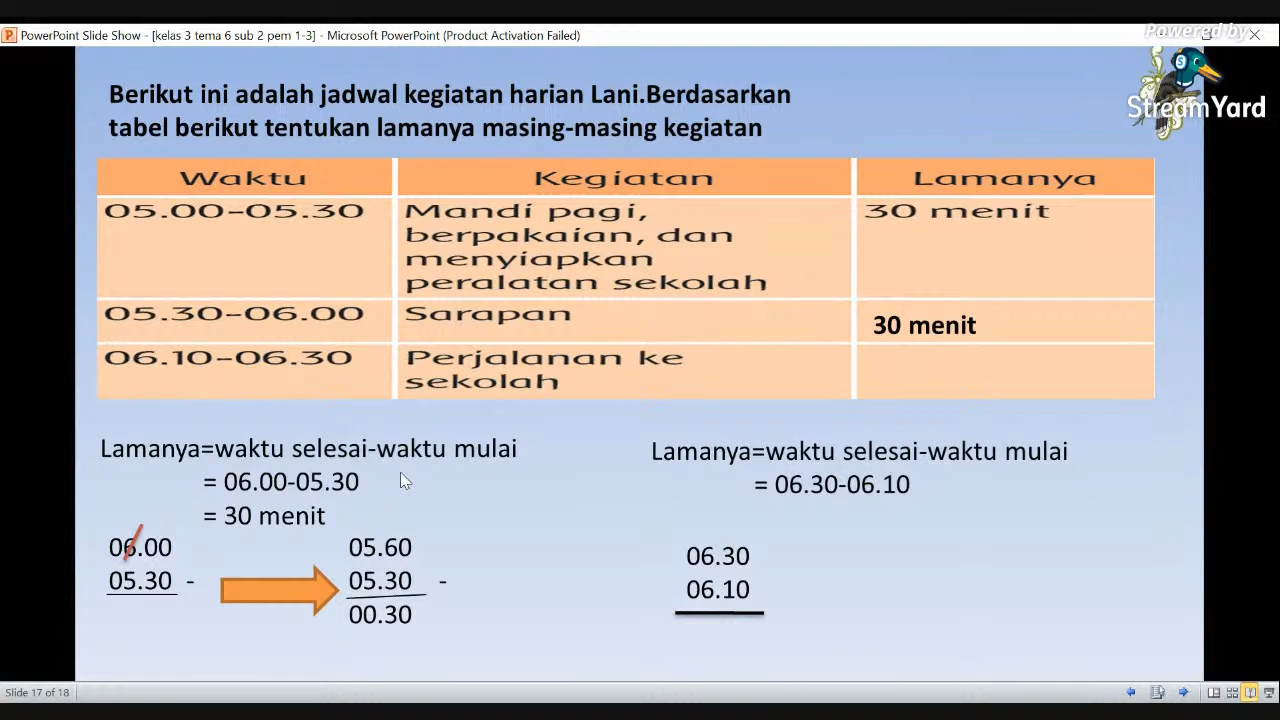 PowerPoint Slide Show - [kelas 3 tema 6 sub 2 pem 1-3] - Microsoft PowerPoint (Product Activation Failed)
Powered by
StreamYard
Berikut ini adalah jadwal kegiatan harian Lani.Berdasarkan
tabel berikut tentukan lamanya masing-masing kegiatan
Waktu Kegiatan Lamanya
05.00-05.30 Mandi pagi, 30 menit
berpakaian, dan
menyiapkan
peralatan sekolah
05.30-06.00 Sarapan 30 menit
06.10-06.30 Perjalanan ke
sekolah
Lamanya=waktu selesai-waktu mulai
= 06.00-05.30
= 30 menit
06.00
05.30 -
05.60
05.30 -
00.30
Lamanya=waktu selesai-waktu mulai
= 06.30-06.10
06.30
06.10
Slide 17 of 18